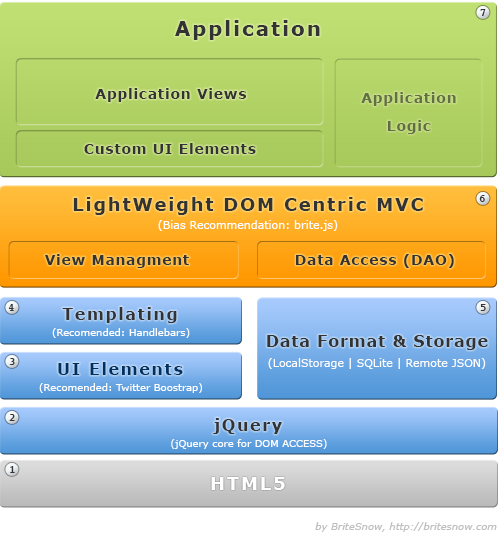 7
Application
Application Views
Custom UI Elements
Application
Logic
6
LightWeight DOM Centric MVC
(Bias Recommendation: brite.js)
View Managment
Data Access (DAO)
4
Templating
(Recomended: Handlebars)
5
Data Format & Storage
(LocalStorage | SQLite | Remote JSON)
3
UI Elements
(Recomended: Twitter Boostrap)
2
jQuery
(jQuery core for DOM ACCESS)
1
HTML5
by BriteSnow, http://britesnow.com